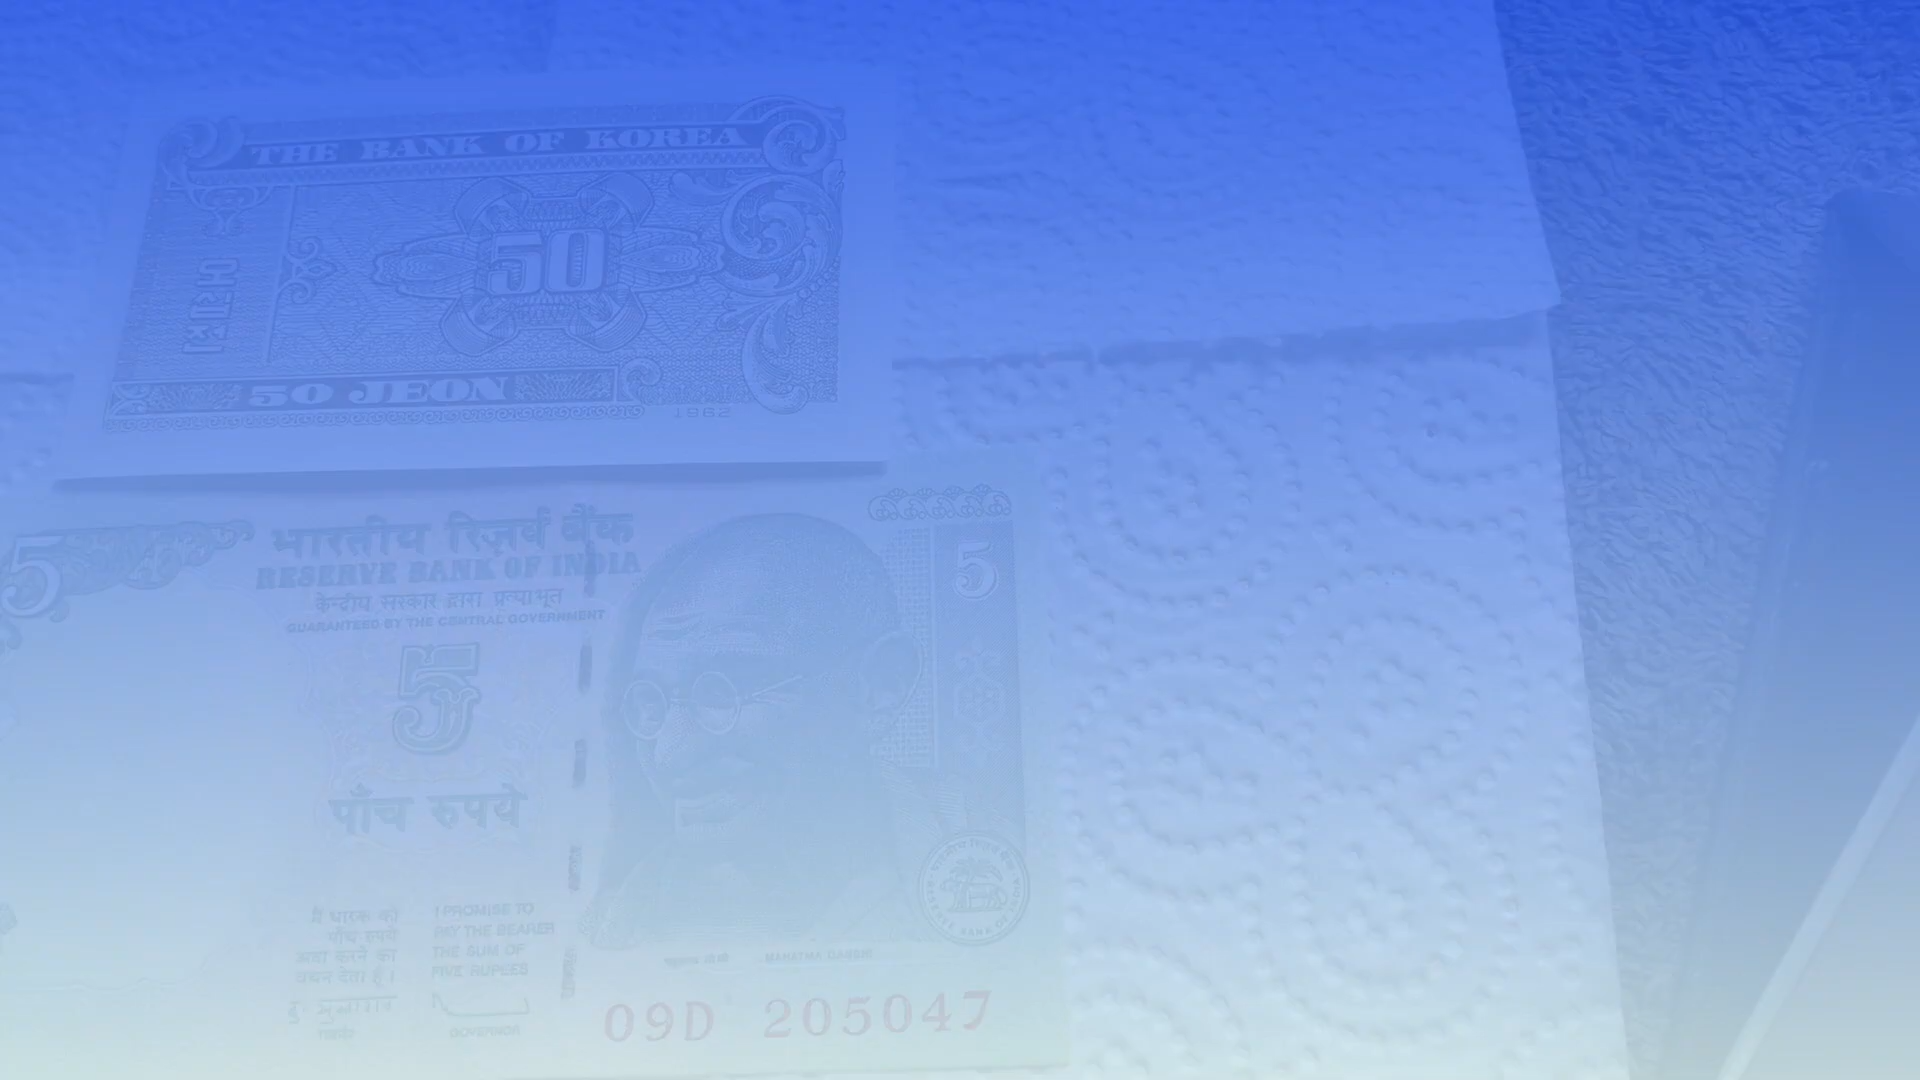 THE BANK OF KOREA
50
50 JEON
1962
5
भारतीय रिज़र्व बैंक
RESERVE BANK OF INDIA
केन्द्रीय सरकार द्वारा प्रत्याभूत
GUARANTEED BY THE CENTRAL GOVERNMENT
5
5
पाँच रुपये
मैं धारक को
पाँच रुपये
अदा करने का
वचन देता हूँ।
I PROMISE TO
PAY THE BEARER
THE SUM OF
FIVE RUPEES
GOVERNOR
MAHATMA GANDHI
09D 205047